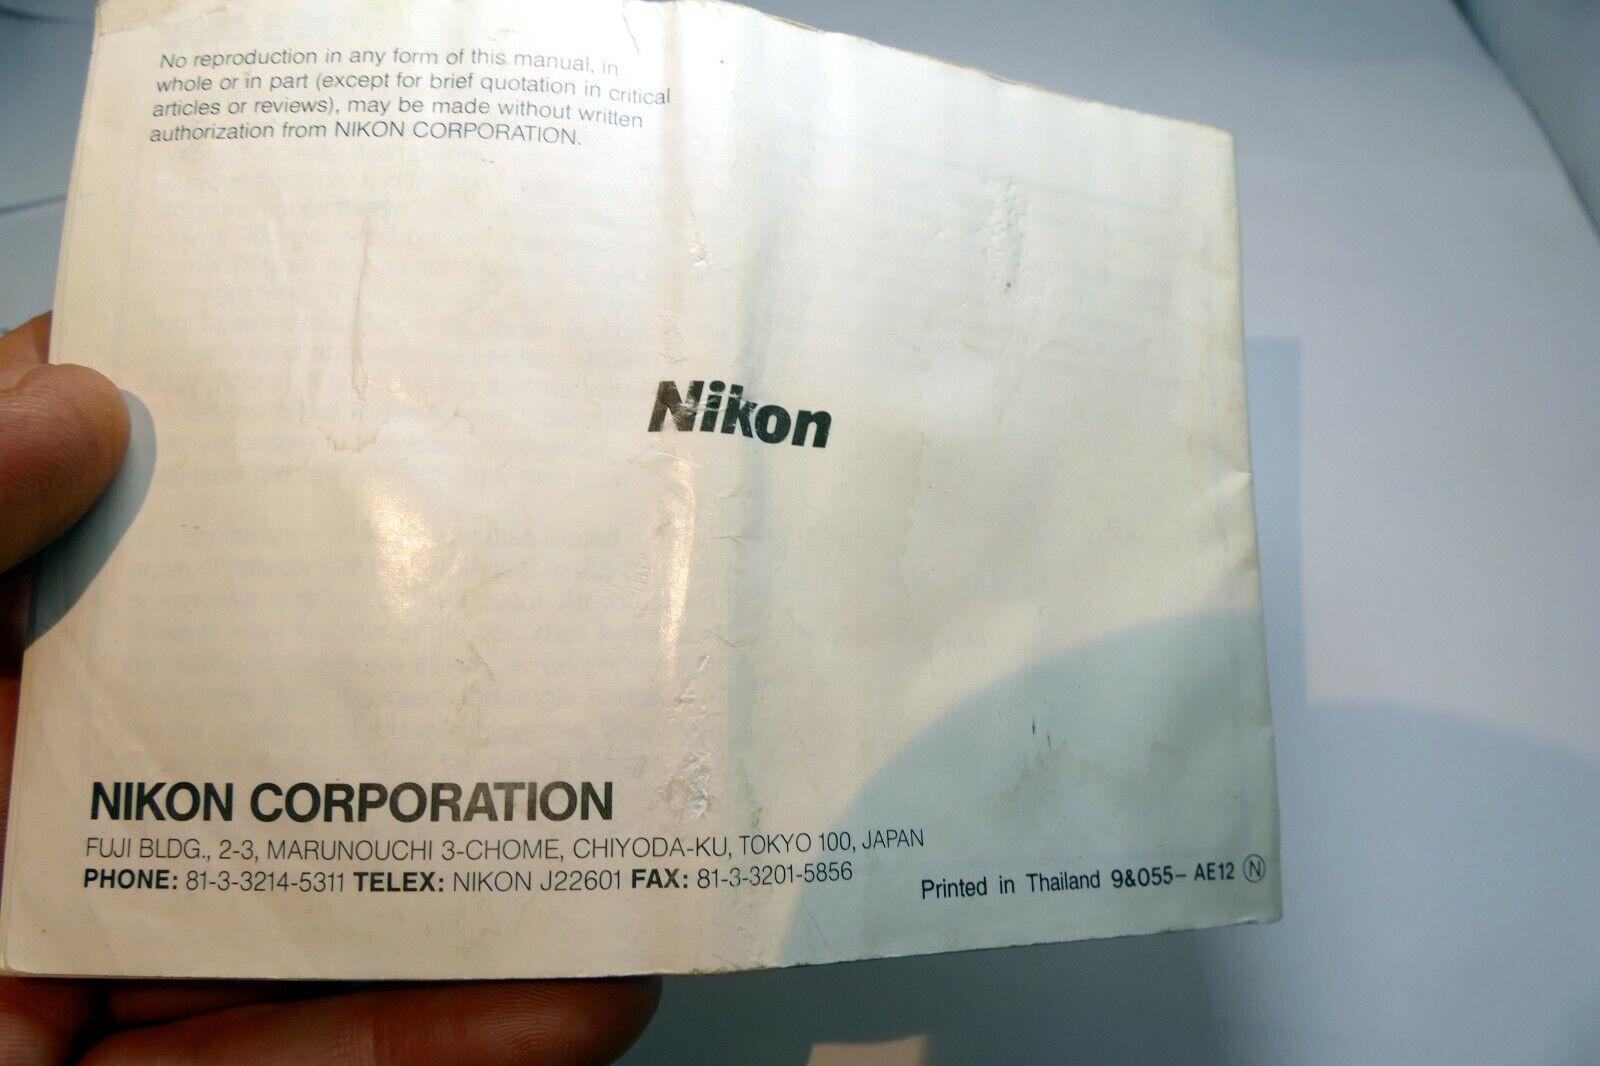 No reproduction in any form of this manual, in
whole or in part (except for brief quotation in critical
articles or reviews), may be made without written
authorization from NIKON CORPORATION.
Nikon
NIKON CORPORATION
FUJI BLDG., 2-3, MARUNOUCHI 3-CHOME, CHIYODA-KU, TOKYO 100, JAPAN
PHONE: 81-3-3214-5311 TELEX: NIKON J22601 FAX: 81-3-3201-5856
Printed in Thailand 9&055– AE12 Ⓝ